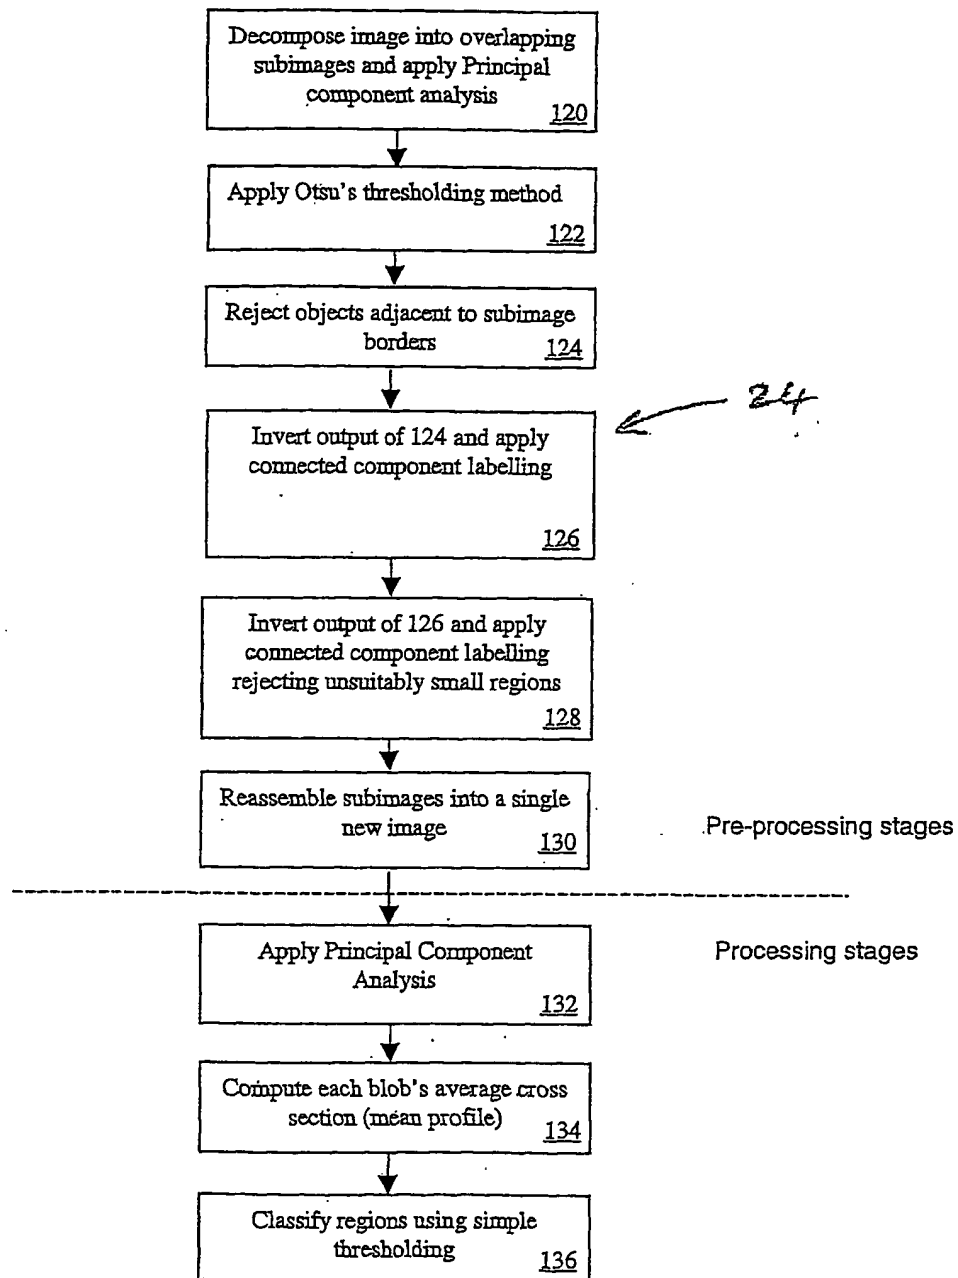 Decompose image into overlapping
subimages and apply Principal
component analysis
120
Apply Otsu's thresholding method
122
Reject objects adjacent to subimage
borders
124
24
Invert output of 124 and apply
connected component labelling
126
Invert output of 126 and apply
connected component labelling
rejecting unsuitably small regions
128
Reassemble subimages into a single
new image
130
Pre-processing stages
Processing stages
Apply Principal Component
Analysis
132
Compute each blob's average cross
section (mean profile)
134
Classify regions using simple
thresholding
136